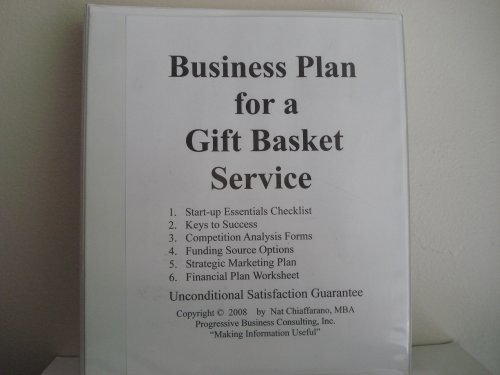 Business Plan
for a
Gift Basket
Service
1. Start-up Essentials Checklist
2. Keys to Success
3. Competition Analysis Forms
4. Funding Source Options
5. Strategic Marketing Plan
6. Financial Plan Worksheet
Unconditional Satisfaction Guarantee
Copyright © 2008 by Nat Chiaffarano, MBA
Progressive Business Consulting, Inc.
"Making Information Useful"